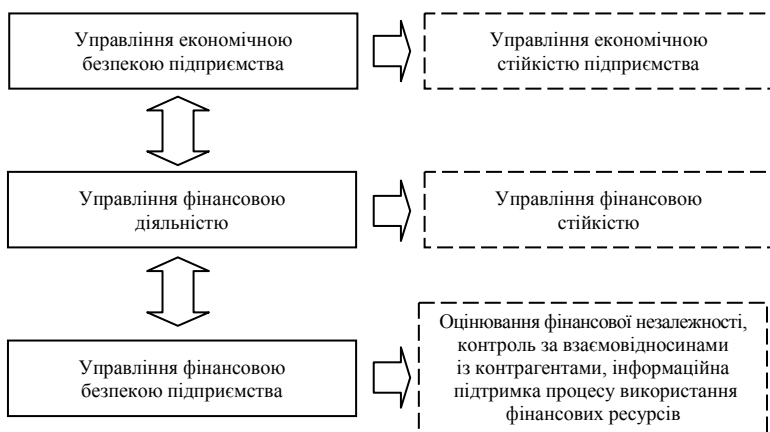 Управління економічною
безпекою підприємства
Управління економічною
стійкістю підприємства
Управління фінансовою
діяльністю
Управління фінансовою
стійкістю
Управління фінансовою
безпекою підприємства
Оцінювання фінансової незалежності,
контроль за взаємовідносинами
із контрагентами, інформаційна
підтримка процесу використання
фінансових ресурсів